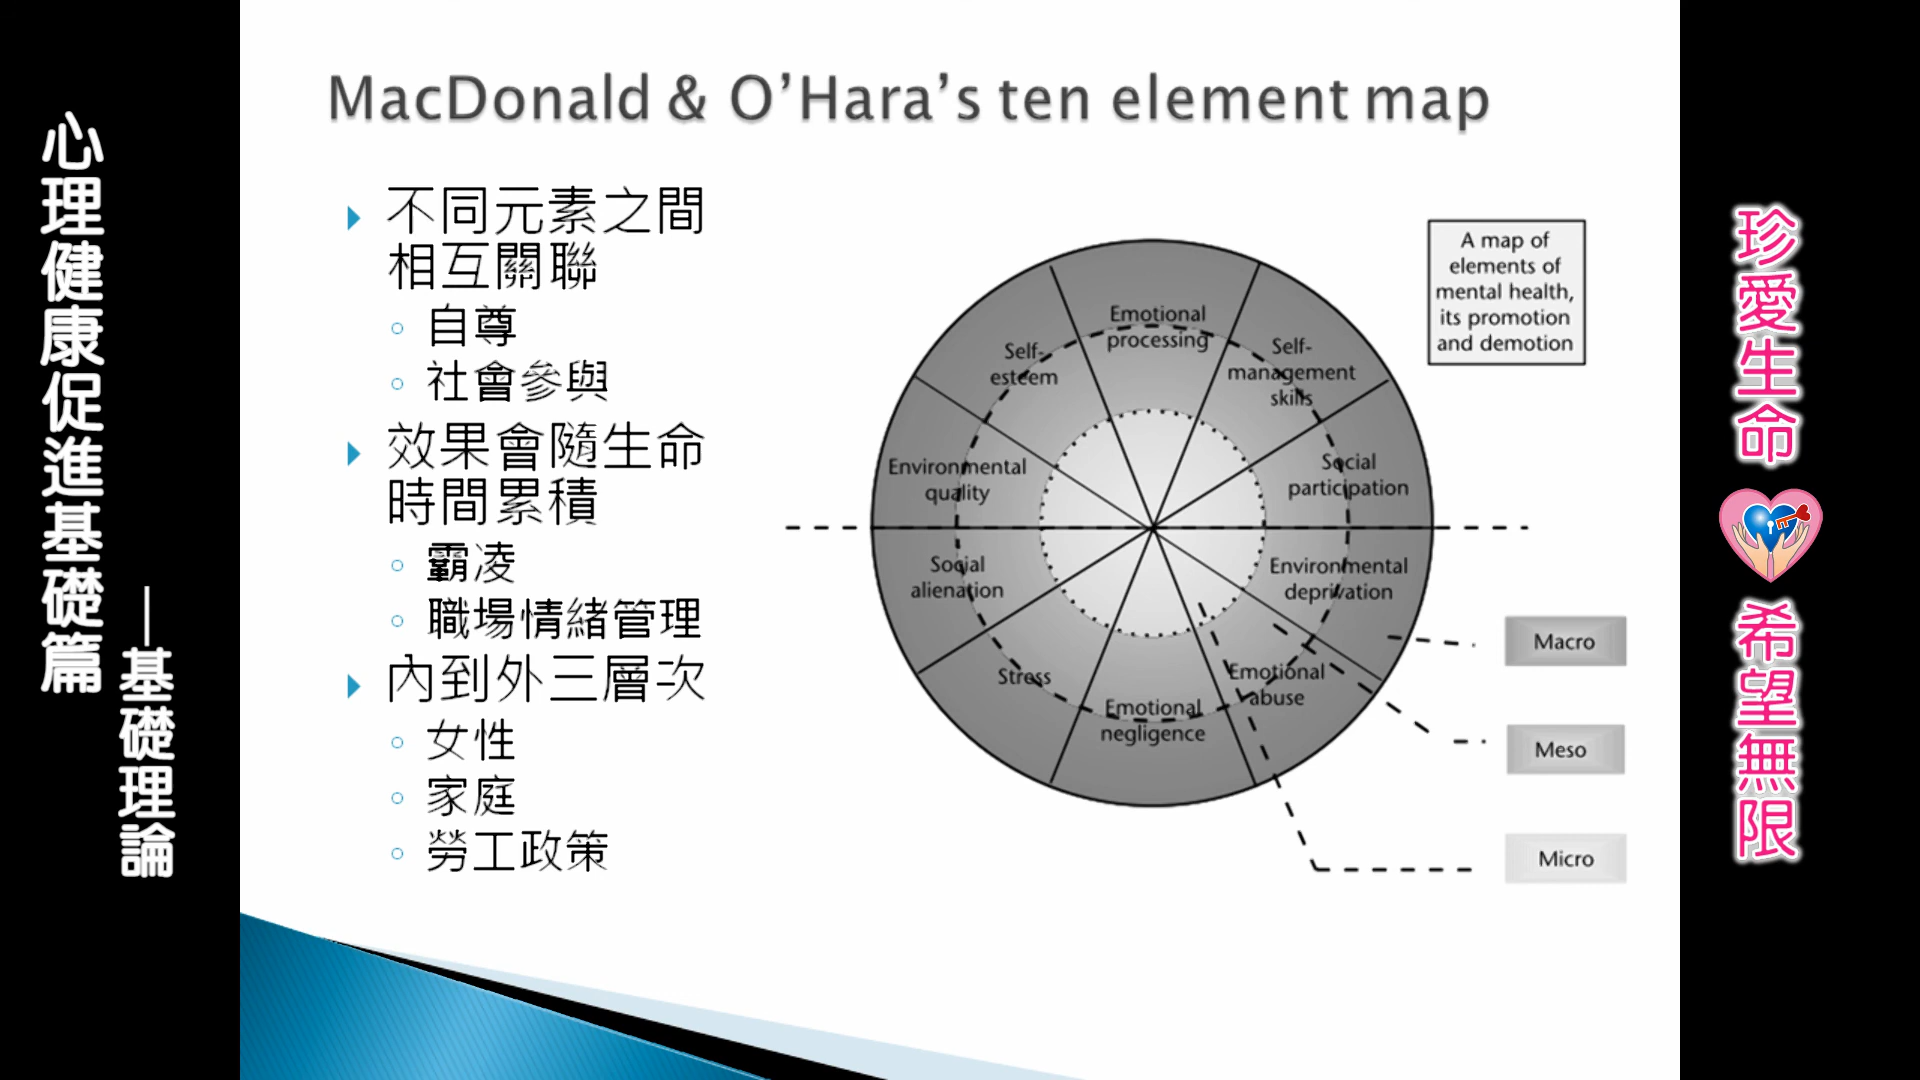 心理健康促進基礎篇
—基礎理論
MacDonald & O'Hara's ten element map
不同元素之間
相互關聯
自尊
社會參與
效果會隨生命
時間累積
霸凌
職場情緒管理
內到外三層次
女性
家庭
勞工政策
A map of
elements of
mental health,
its promotion
and demotion
Emotional
processing
Self-
esteem
Self-
management
skills
Environmental
quality
Social
participation
Social
alienation
Environmental
deprivation
Stress
Emotional
abuse
Emotional
negligence
Macro
Meso
Micro
珍愛生命
希望無限